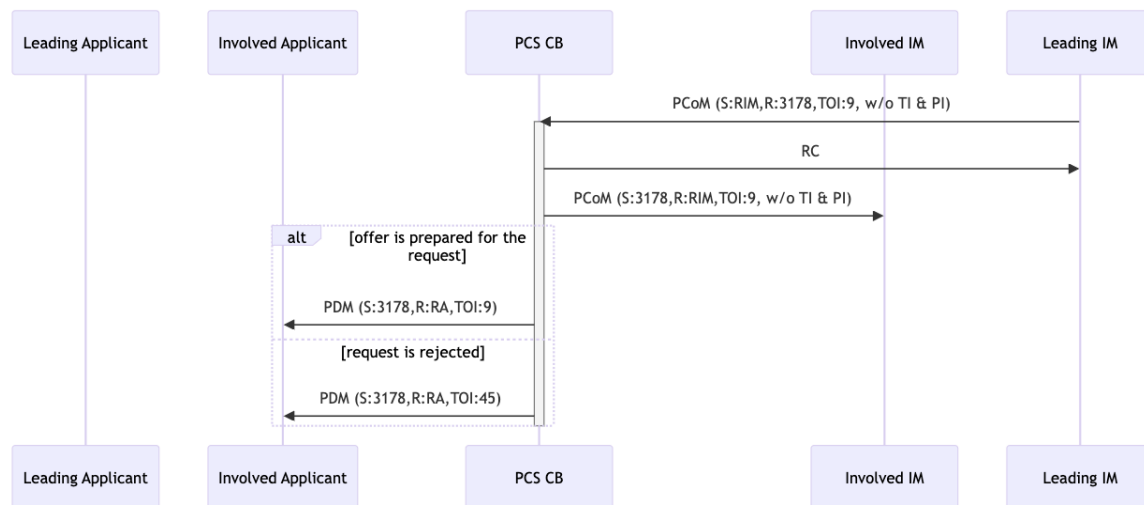 Leading Applicant
Involved Applicant
PCS CB
Involved IM
Leading IM
PCoM (S:RIM,R:3178,TOI:9, w/o TI & PI)
RC
PCoM (S:3178,R:RIM,TOI:9, w/o TI & PI)
alt
[offer is prepared for the
request]
PDM (S:3178,R:RA,TOI:9)
[request is rejected]
PDM (S:3178,R:RA,TOI:45)
Leading Applicant
Involved Applicant
PCS CB
Involved IM
Leading IM